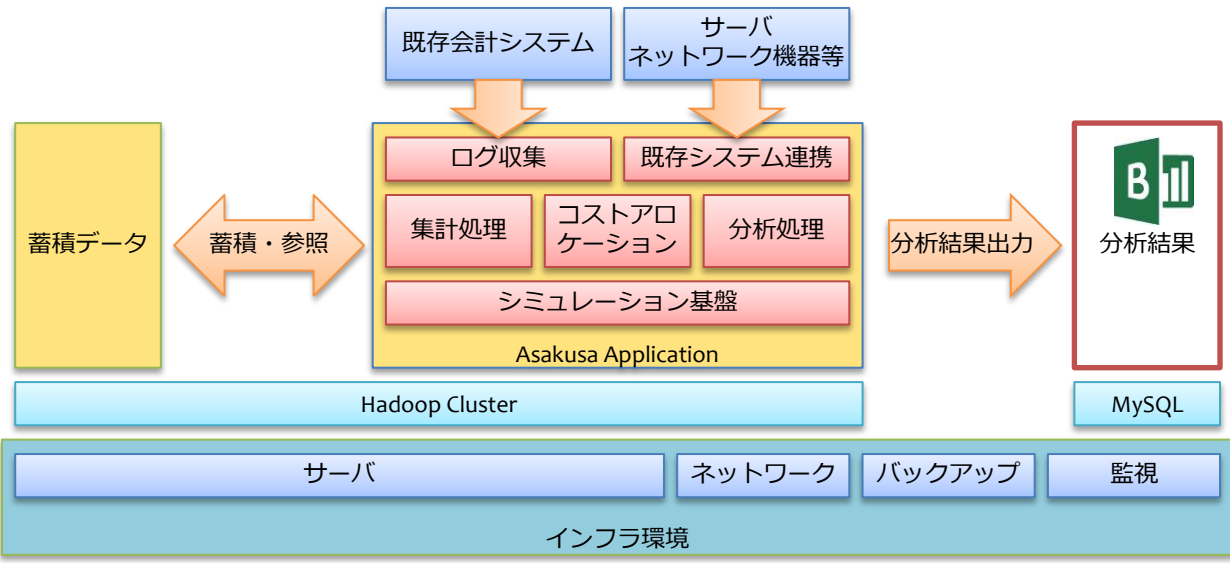 既存会計システム
サーバ
ネットワーク機器等
ログ収集
既存システム連携
蓄積データ
蓄積・参照
集計処理
コストアロ
ケーション
分析処理
シミュレーション基盤
Asakusa Application
分析結果出力
B
分析結果
Hadoop Cluster
MySQL
サーバ
ネットワーク
バックアップ
監視
インフラ環境